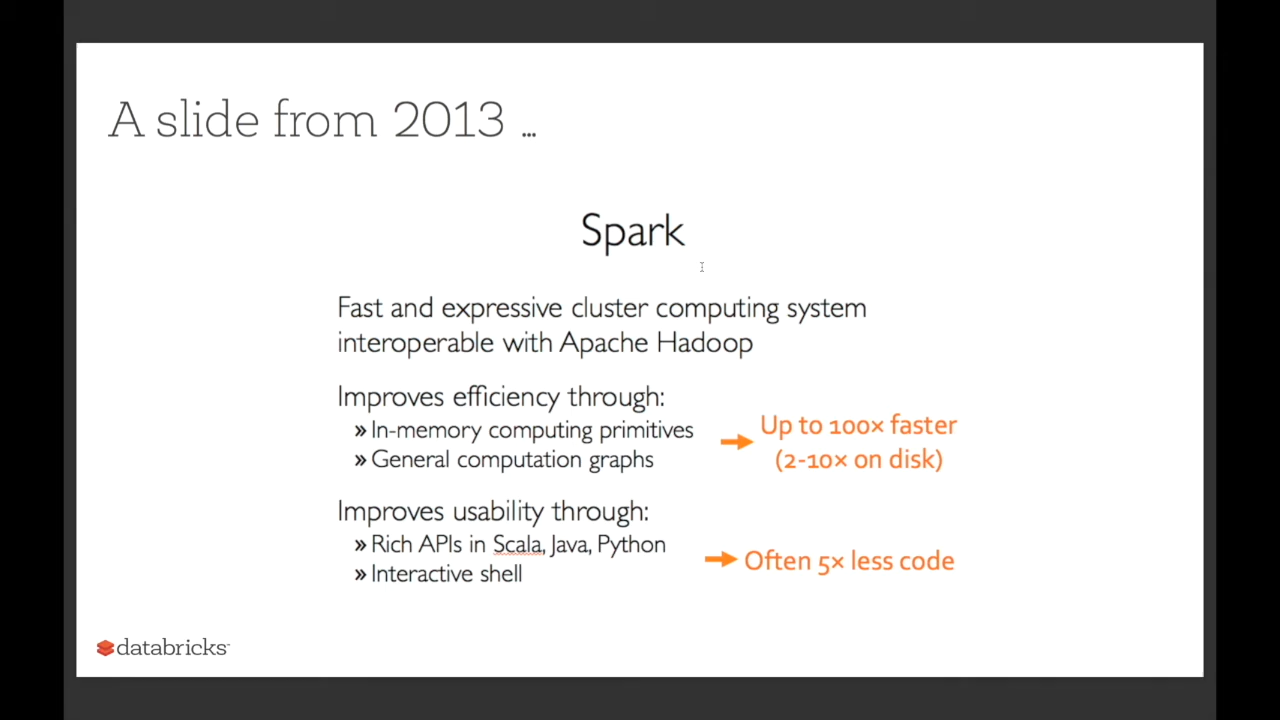 A slide from 2013 ...
Spark
Fast and expressive cluster computing system
interoperable with Apache Hadoop
Improves efficiency through:
» In-memory computing primitives
» General computation graphs
Up to 100× faster
(2-10× on disk)
Improves usability through:
» Rich APIs in Scala, Java, Python
» Interactive shell
Often 5× less code
databricks™